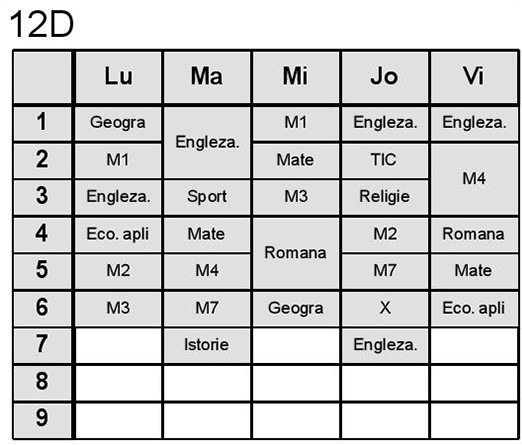 12D
Lu Ma Mi Jo Vi
1 Geogra Engleza. M1 Engleza. Engleza.
2 M1 Mate TIC M4
3 Engleza. Sport M3 Religie
4 Eco. apli Mate Romana M2 Romana
5 M2 M4 M7 Mate
6 M3 M7 Geogra X Eco. apli
7 Istorie Engleza.
8
9